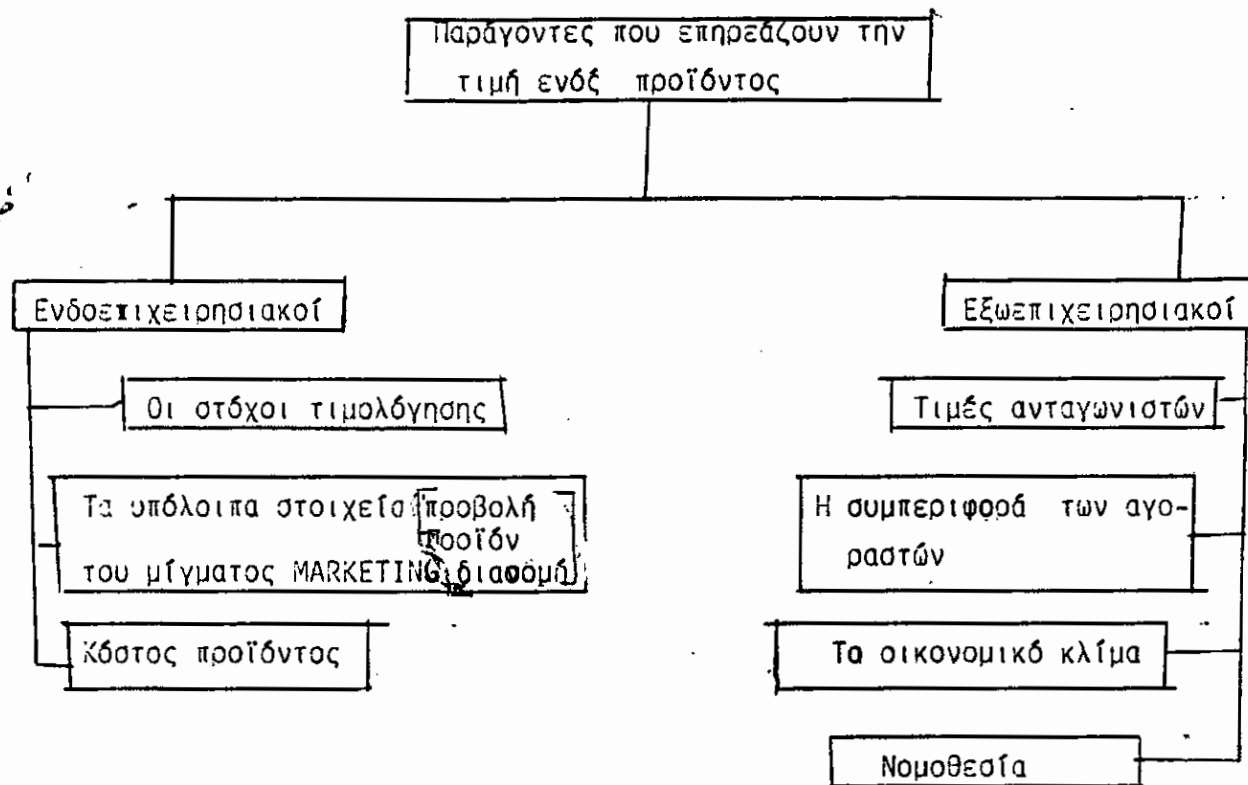 Παράγοντες που επηρεάζουν την
τιμή ενόξ προϊόντος
Ενδοεπιχειρησιακοί
Οι στόχοι τιμολόγησης
Τα υπόλοιπα στοιχεία προβολή
Προϊόν
του μίγματος MARKETING διανομή
Κόστος προϊόντος
Εξωεπιχειρησιακοί
Τιμές ανταγωνιστών
Η συμπεριφορά των αγο-
ραστών
Το οικονομικό κλίμα
Νομοθεσία